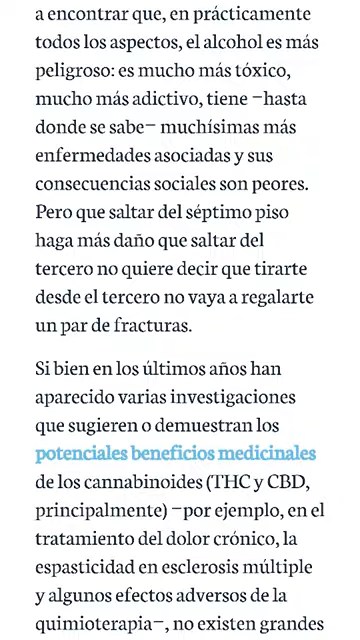 a encontrar que, en prácticamente
todos los aspectos, el alcohol es más
peligroso: es mucho más tóxico,
mucho más adictivo, tiene –hasta
donde se sabe– muchísimas más
enfermedades asociadas y sus
consecuencias sociales son peores.
Pero que saltar del séptimo piso
haga más daño que saltar del
tercero no quiere decir que tirarte
desde el tercero no vaya a regalarte
un par de fracturas.
Si bien en los últimos años han
aparecido varias investigaciones
que sugieren o demuestran los
potenciales beneficios medicinales
de los cannabinoides (THC y CBD,
principalmente) –por ejemplo, en el
tratamiento del dolor crónico, la
espasticidad en esclerosis múltiple
y algunos efectos adversos de la
quimioterapia–, no existen grandes